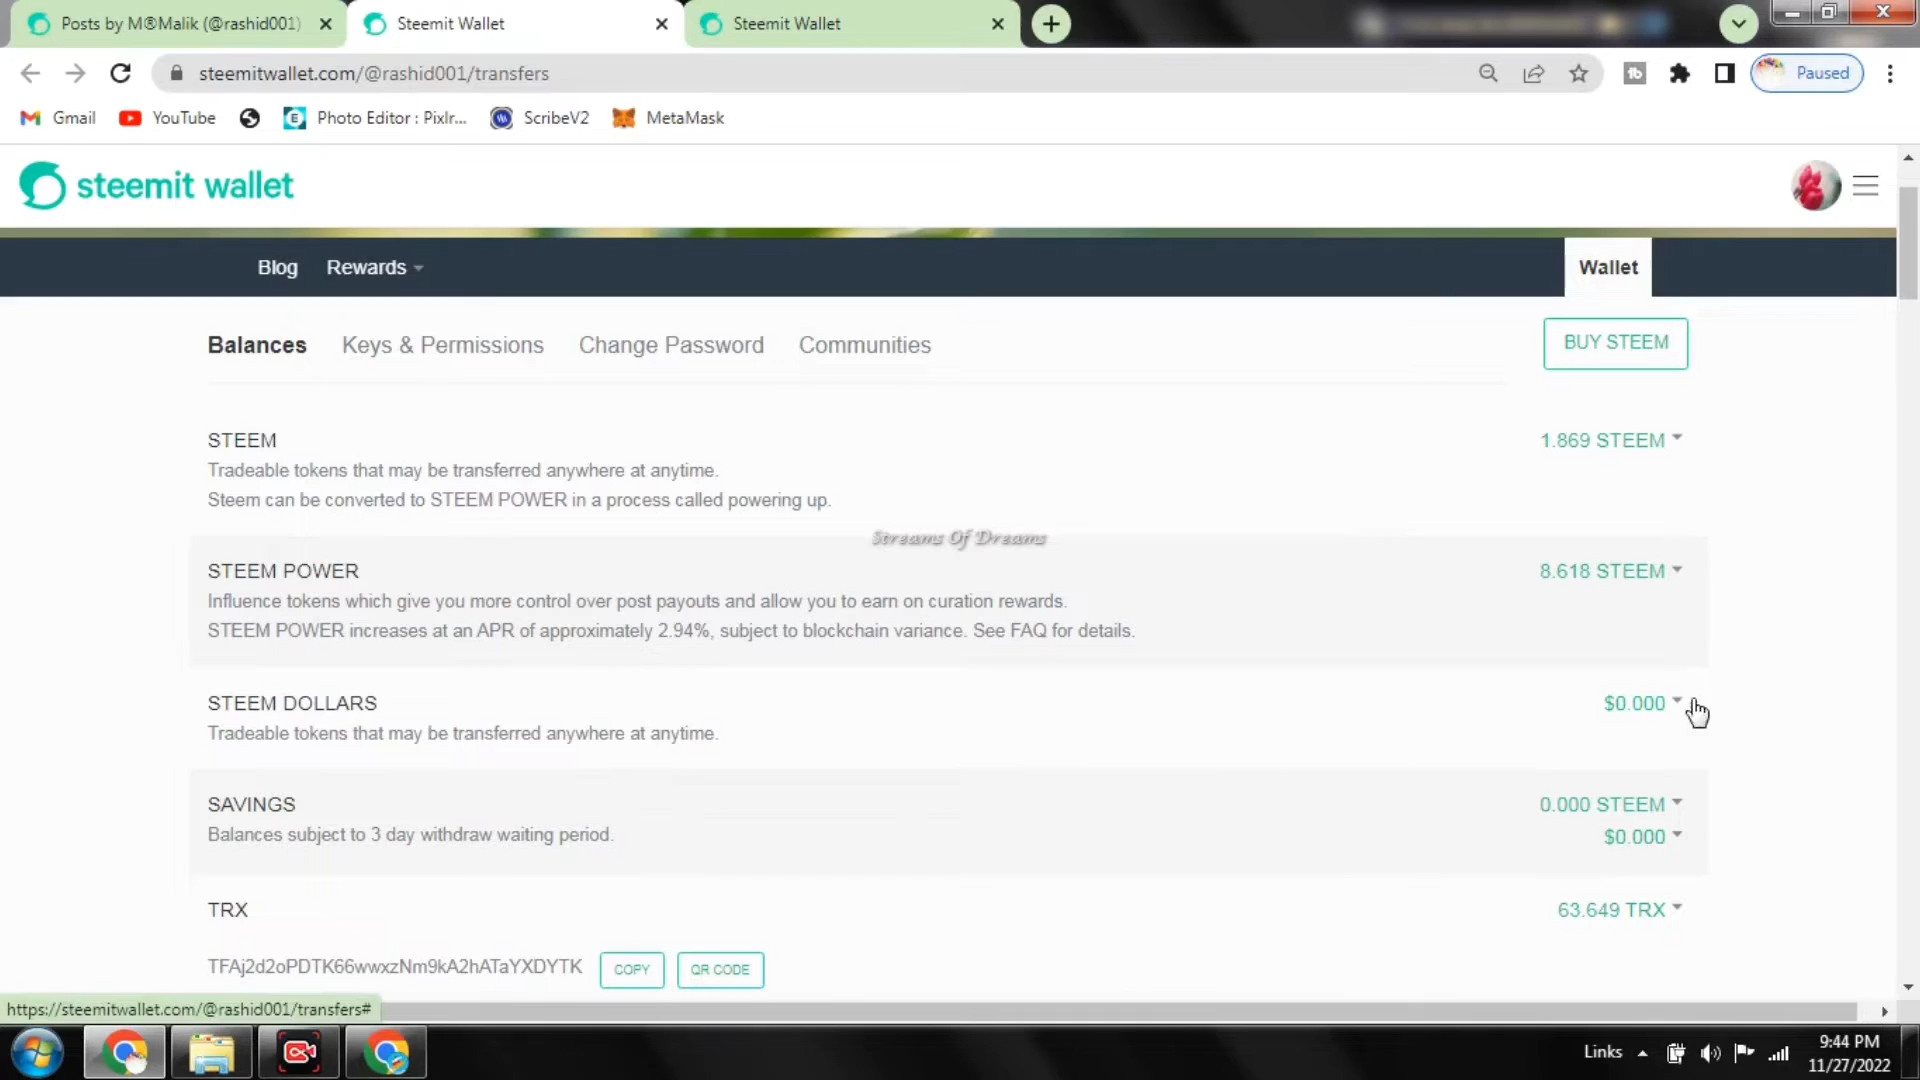 Posts by M®Malik (@rashid001)
Steemit Wallet
Steemit Wallet
steemitwallet.com/@rashid001/transfers
Paused
Gmail
YouTube
Photo Editor : Pixlr...
ScribeV2
MetaMask
steemit wallet
Blog
Rewards
Wallet
Balances
Keys & Permissions
Change Password
Communities
BUY STEEM
STEEM
1.869 STEEM
Tradeable tokens that may be transferred anywhere at anytime.
Steem can be converted to STEEM POWER in a process called powering up.
Streams Of Dreams
STEEM POWER
8.618 STEEM
Influence tokens which give you more control over post payouts and allow you to earn on curation rewards.
STEEM POWER increases at an APR of approximately 2.94%, subject to blockchain variance. See FAQ for details.
STEEM DOLLARS
$0.000
Tradeable tokens that may be transferred anywhere at anytime.
SAVINGS
0.000 STEEM
Balances subject to 3 day withdraw waiting period.
$0.000
TRX
63.649 TRX
TFAj2d2oPDTK66wwxzNm9kA2hATaYXDYTK
COPY
QR CODE
https://steemitwallet.com/@rashid001/transfers#
Links
9:44 PM
11/27/2022